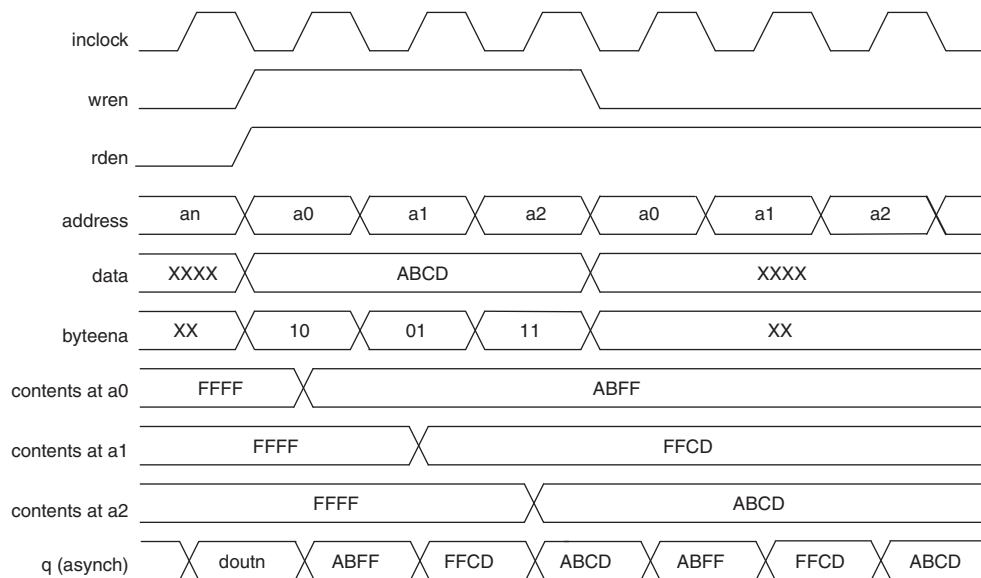 inclock
wren
rden
address an a0 a1 a2 a0 a1 a2
data XXXX ABCD XXXX
byteena XX 10 01 11 XX
contents at a0 FFFF ABFF
contents at a1 FFFF FFCD
contents at a2 FFFF ABCD
q (asynch) doutn ABFF FFCD ABCD ABFF FFCD ABCD